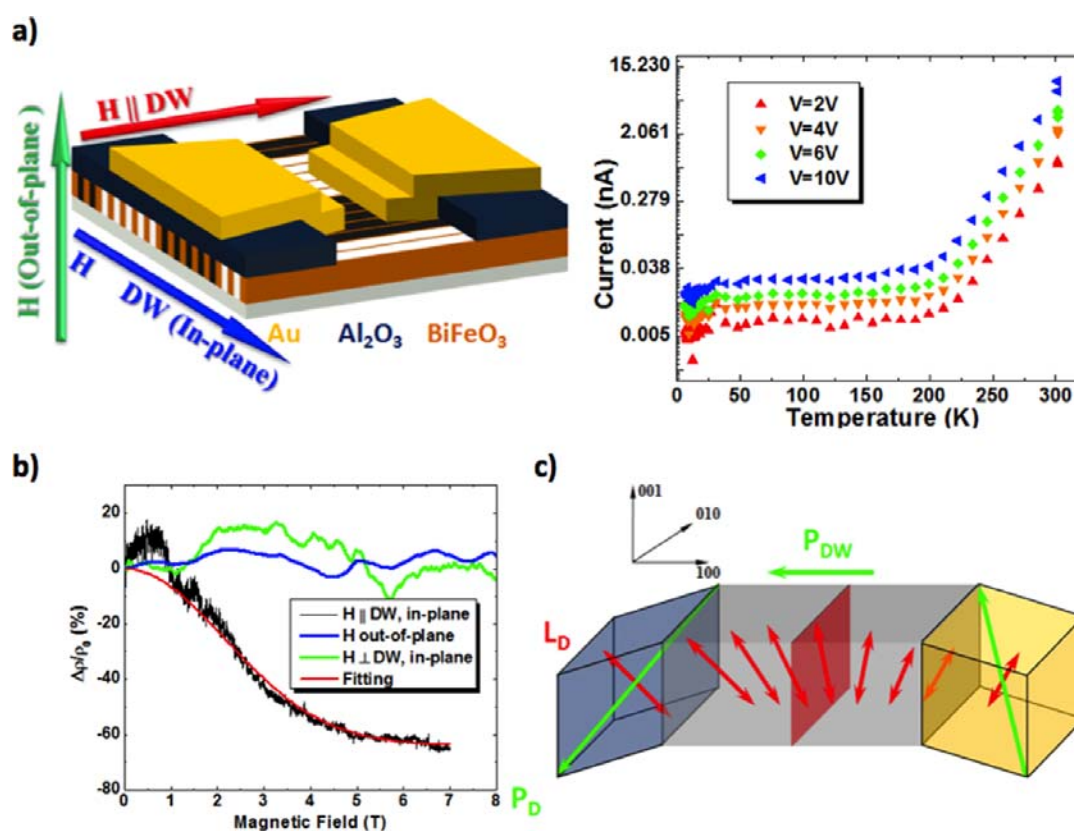 a)
H (Out-of-plane)
H || DW
H DW (In-plane)
Au Al₂O₃ BiFeO₃
Current (nA)
15.230
2.061
0.279
0.038
0.005
V=2V
V=4V
V=6V
V=10V
0 50 100 150 200 250 300
Temperature (K)
b)
Δρ/ρ₀ (%)
20
0
-20
-40
-60
-80
H || DW, in-plane
H out-of-plane
H ⊥ DW, in-plane
Fitting
0 1 2 3 4 5 6 7 8
Magnetic Field (T)
c)
001
010
100
P_DW
L_D
P_D